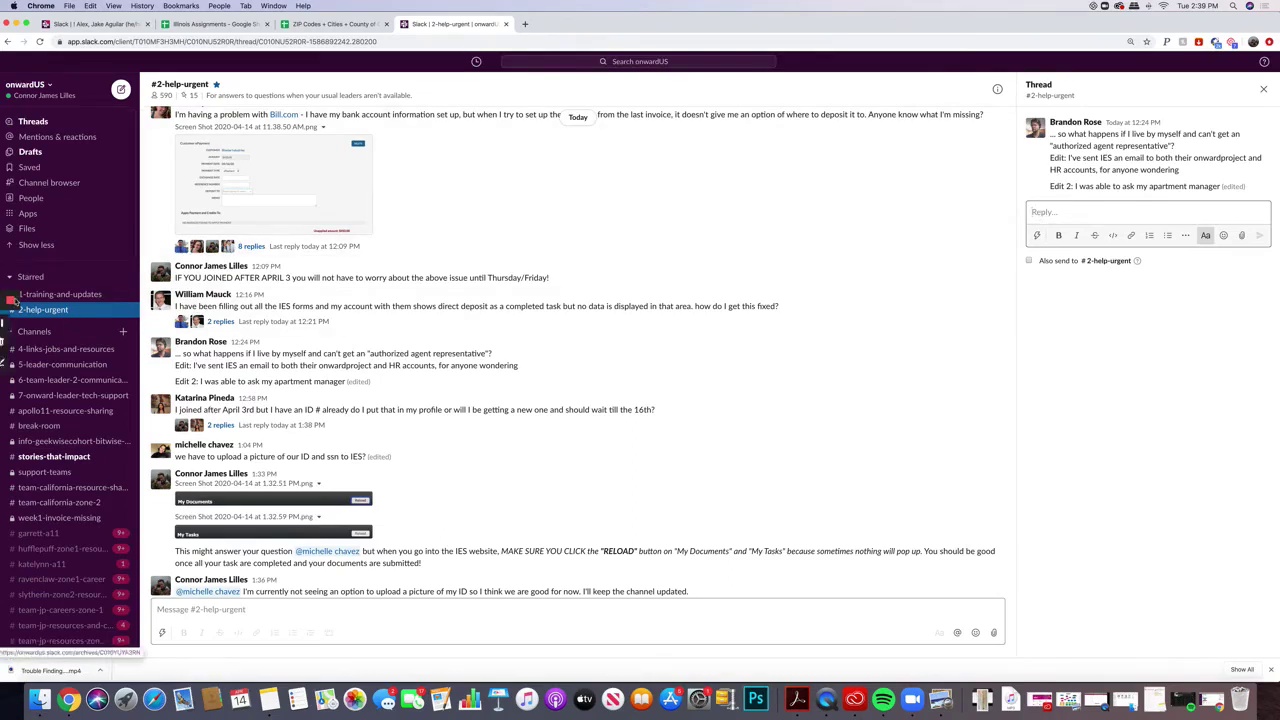 Chrome File Edit View History Bookmarks People Tab Window Help
Tue 2:39 PM
Slack | ! Alex, Jake Aguilar (he/h
Illinois Assignments - Google Sh
ZIP Codes + Cities + County of
Slack | 2-help-urgent | onwardU
app.slack.com/client/T010MF3H3MH/C010NU52R0R/thread/C010NU52R0R-1586892242.280200
Search onwardUS
onwardUS
Connor James Lilles
Threads
Mentions & reactions
Drafts
Saved
Channel browser
People
Apps
Files
Show less
Starred
1-training-and-updates
2-help-urgent
Channels
# 4-links-jobs-and-resources
5-leader-communication
6-team-leader-2-communica...
7-onward-leader-tech-support
# apollo11-resource-sharing
# break-room
info-geekwisecohort-bitwise-...
# stories-that-impact
support-teams
# team-california-resource-sha...
# team-california-zone-2
week1-invoice-missing
# garrett-a11 9+
# hufflepuff-zone1-resou... 9+
# katelynn-a11 1
# ravenclaw-zone1-career 9+
# slytherin-zone2-resour... 9+
# team-jp-careers-zone-1 9+
# team-jp-resources-and-c... 4
# team-jp-resources-zon... 9+
#2-help-urgent
590 15 For answers to questions when your usual leaders aren't available.
Today
I'm having a problem with Bill.com - I have my bank account information set up, but when I try to set up the from the last invoice, it doesn't give me an option of where to deposit it to. Anyone know what I'm missing?
Screen Shot 2020-04-14 at 11.38.50 AM.png
8 replies Last reply today at 12:09 PM
Connor James Lilles 12:09 PM
IF YOU JOINED AFTER APRIL 3 you will not have to worry about the above issue until Thursday/Friday!
William Mauck 12:16 PM
I have been filling out all the IES forms and my account with them shows direct deposit as a completed task but no data is displayed in that area. how do I get this fixed?
2 replies Last reply today at 12:21 PM
Brandon Rose 12:24 PM
... so what happens if I live by myself and can't get an "authorized agent representative"?
Edit: I've sent IES an email to both their onwardproject and HR accounts, for anyone wondering
Edit 2: I was able to ask my apartment manager (edited)
Katarina Pineda 12:58 PM
I joined after April 3rd but I have an ID # already do I put that in my profile or will I be getting a new one and should wait till the 16th?
2 replies Last reply today at 1:38 PM
michelle chavez 1:04 PM
we have to upload a picture of our ID and ssn to IES? (edited)
Connor James Lilles 1:33 PM
Screen Shot 2020-04-14 at 1.32.51 PM.png
My Documents Reload
Screen Shot 2020-04-14 at 1.32.59 PM.png
My Tasks Reload
This might answer your question @michelle chavez but when you go into the IES website, MAKE SURE YOU CLICK the "RELOAD" button on "My Documents" and "My Tasks" because sometimes nothing will pop up. You should be good
once all your task are completed and your documents are submitted!
Connor James Lilles 1:36 PM
@michelle chavez I'm currently not seeing an option to upload a picture of my ID so I think we are good for now. I'll keep the channel updated.
Message #2-help-urgent
Thread
#2-help-urgent
Brandon Rose Today at 12:24 PM
... so what happens if I live by myself and can't get an
"authorized agent representative"?
Edit: I've sent IES an email to both their onwardproject and
HR accounts, for anyone wondering
Edit 2: I was able to ask my apartment manager (edited)
Reply...
Also send to # 2-help-urgent
Trouble Finding....mp4
Show All